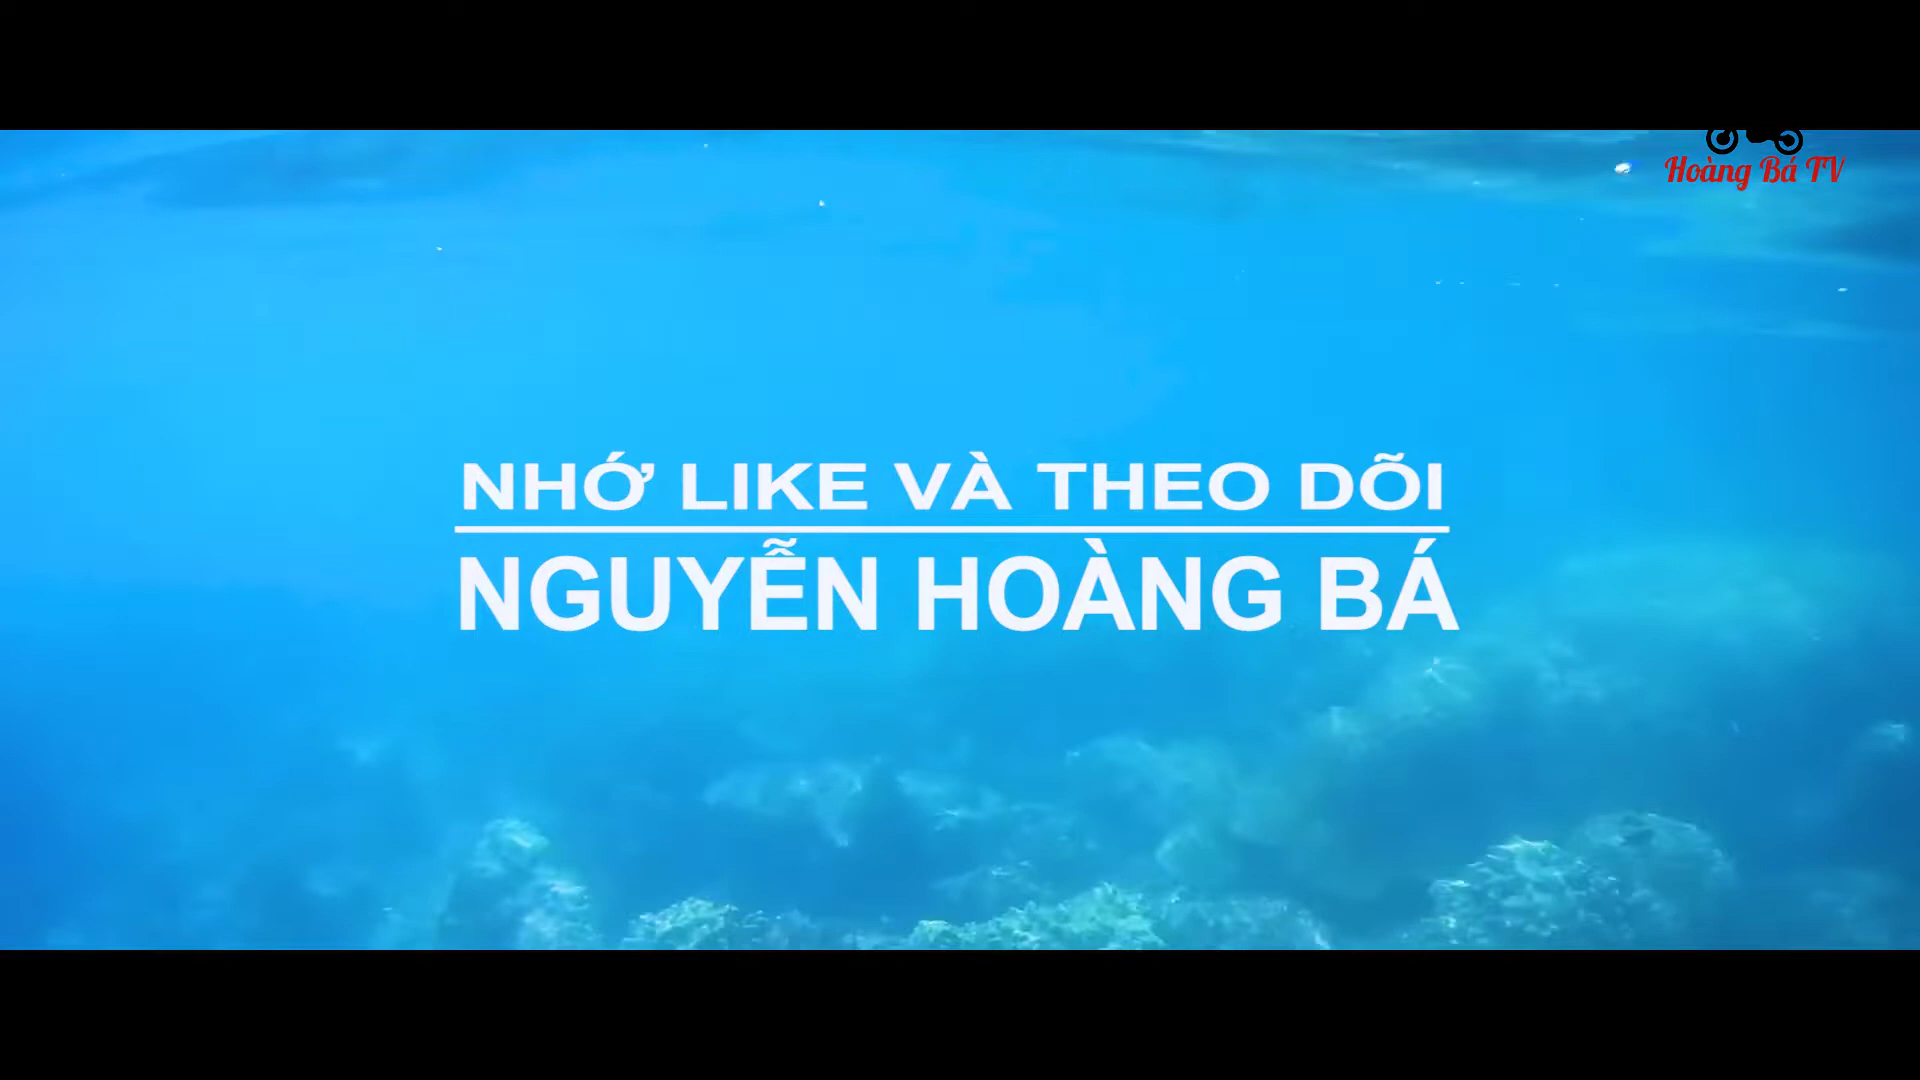 Hoàng Bá TV
NHỚ LIKE VÀ THEO DÕI
NGUYỄN HOÀNG BÁ